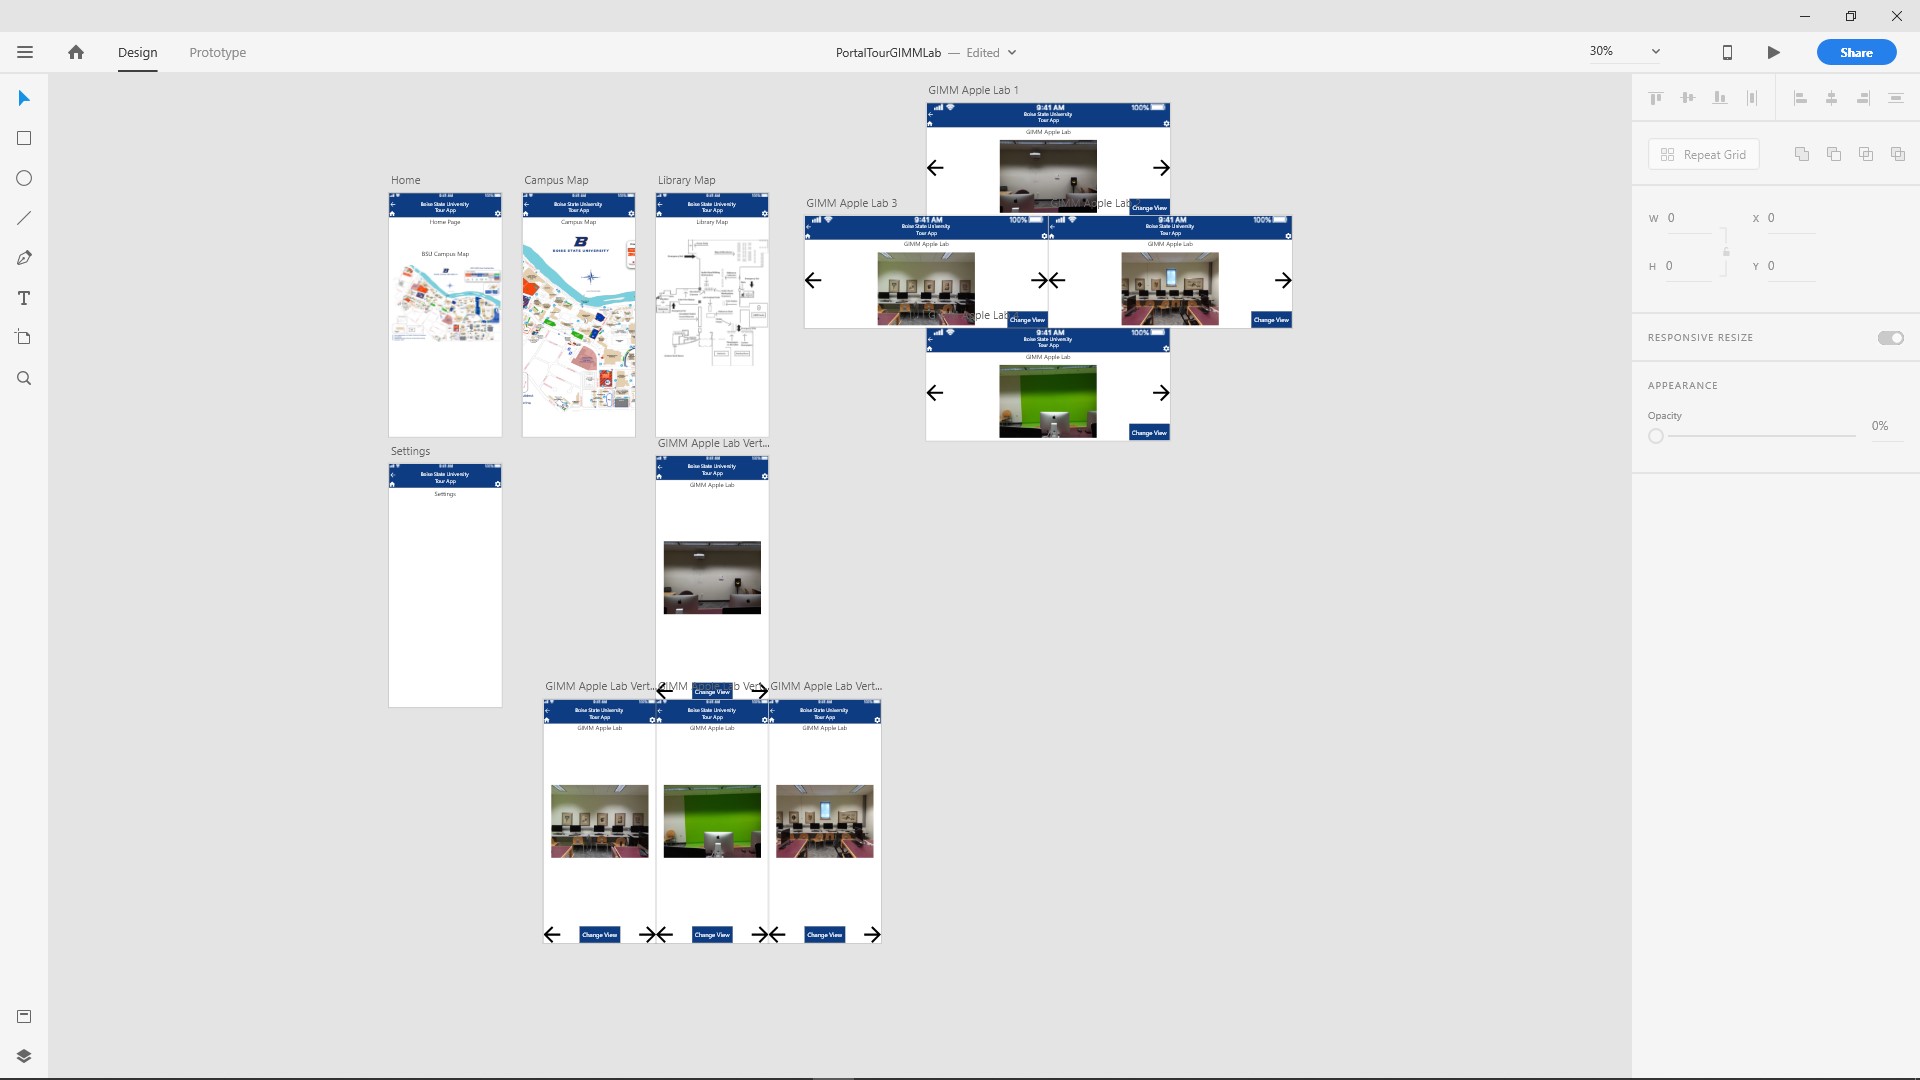 Design
Prototype
PortalTourGIMMLab — Edited
30%
Share
GIMM Apple Lab 1
9:41 AM
100%
Boise State University
Tour App
GIMM Apple Lab
Change View
Home
Boise State University
Tour App
Home Page
BSU Campus Map
Campus Map
Boise State University
Tour App
Campus Map
B
BOISE STATE UNIVERSITY
Library Map
Boise State University
Tour App
Library Map
GIMM Apple Lab 3
9:41 AM
100%
Boise State University
Tour App
GIMM Apple Lab
Change View
GIMM Apple Lab 2
9:41 AM
100%
Boise State University
Tour App
GIMM Apple Lab
Change View
Apple Lab
9:41 AM
100%
Boise State University
Tour App
GIMM Apple Lab
Change View
Settings
Boise State University
Tour App
Settings
GIMM Apple Lab Vert...
Boise State University
Tour App
GIMM Apple Lab
Change View
GIMM Apple Lab Vert...
Boise State University
Tour App
GIMM Apple Lab
Change View
GIMM Apple Lab Vert...
Boise State University
Tour App
GIMM Apple Lab
Change View
GIMM Apple Lab Vert...
Boise State University
Tour App
GIMM Apple Lab
Change View
Repeat Grid
W 0
X 0
H 0
Y 0
RESPONSIVE RESIZE
APPEARANCE
Opacity
0%